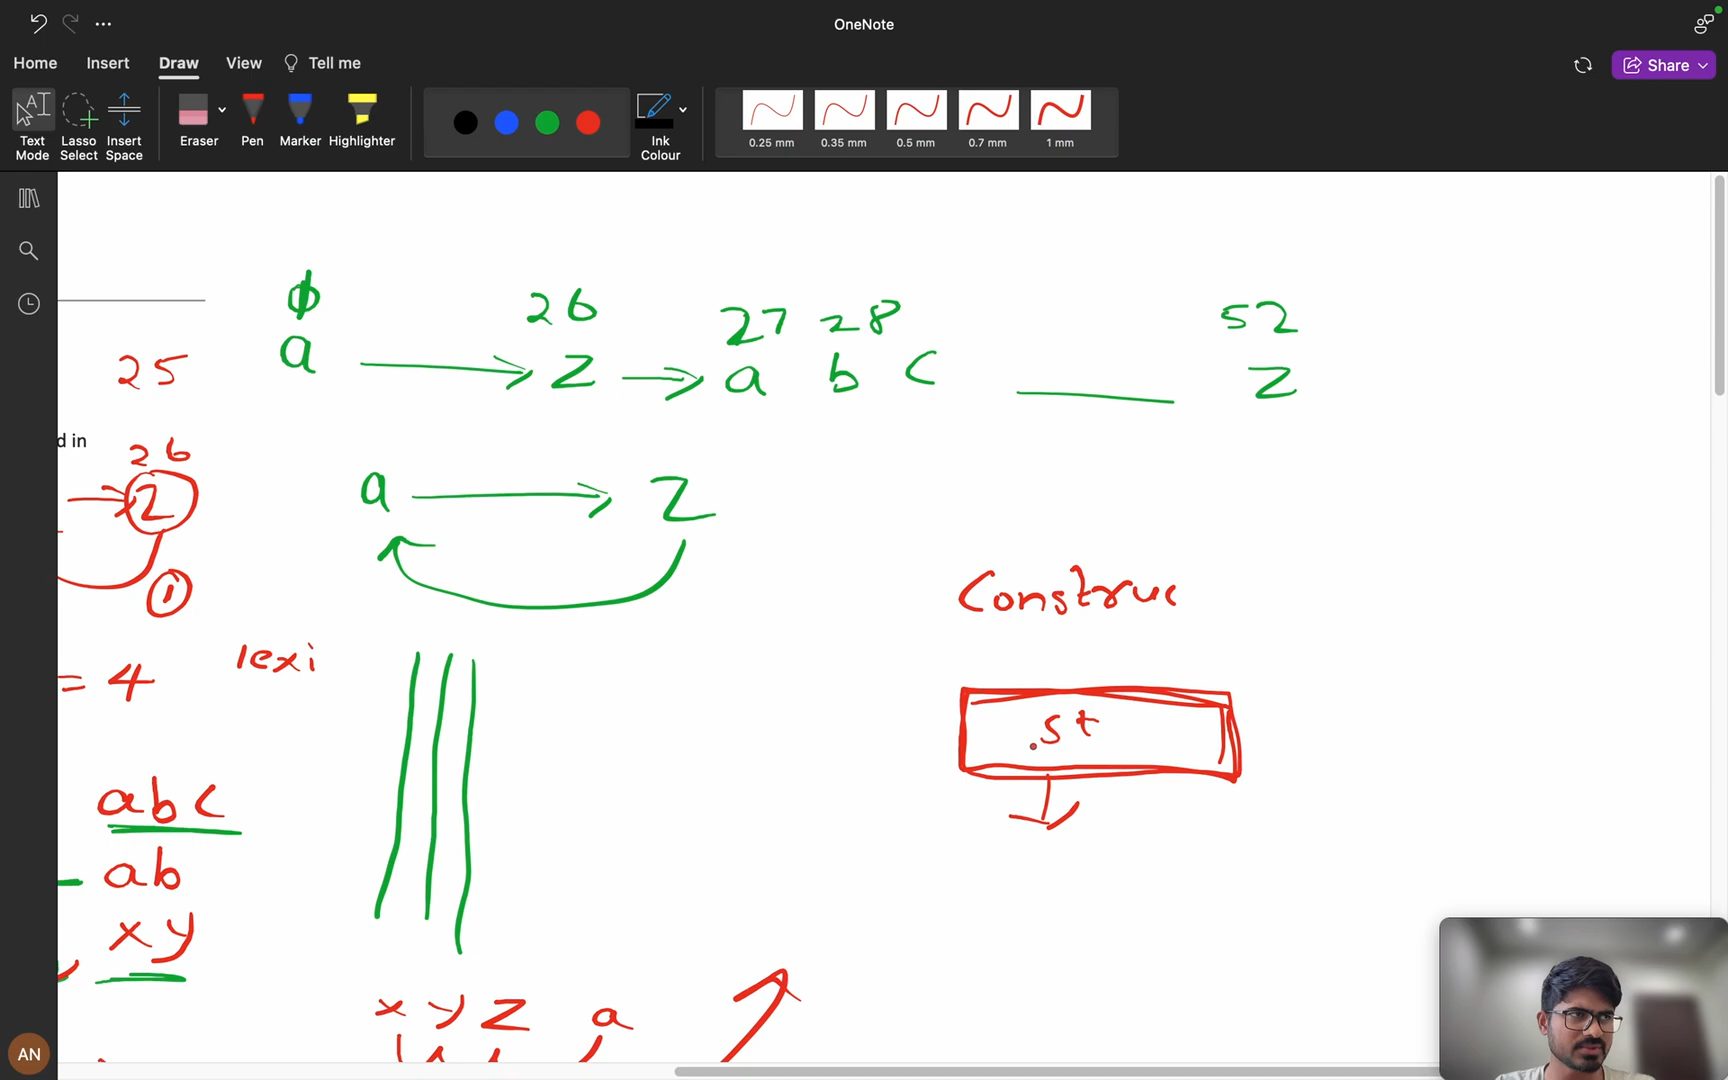 OneNote
Home Insert Draw View Tell me
Share
Text Mode
Lasso Select
Insert Space
Eraser
Pen
Marker
Highlighter
Ink Colour
0.25 mm
0.35 mm
0.5 mm
0.7 mm
1 mm
26 27 28 52
a z a b c z
25
d in
26
z
a z
1
Construc
lexi
= 4
st
abc
ab
xy
x y z a
AN